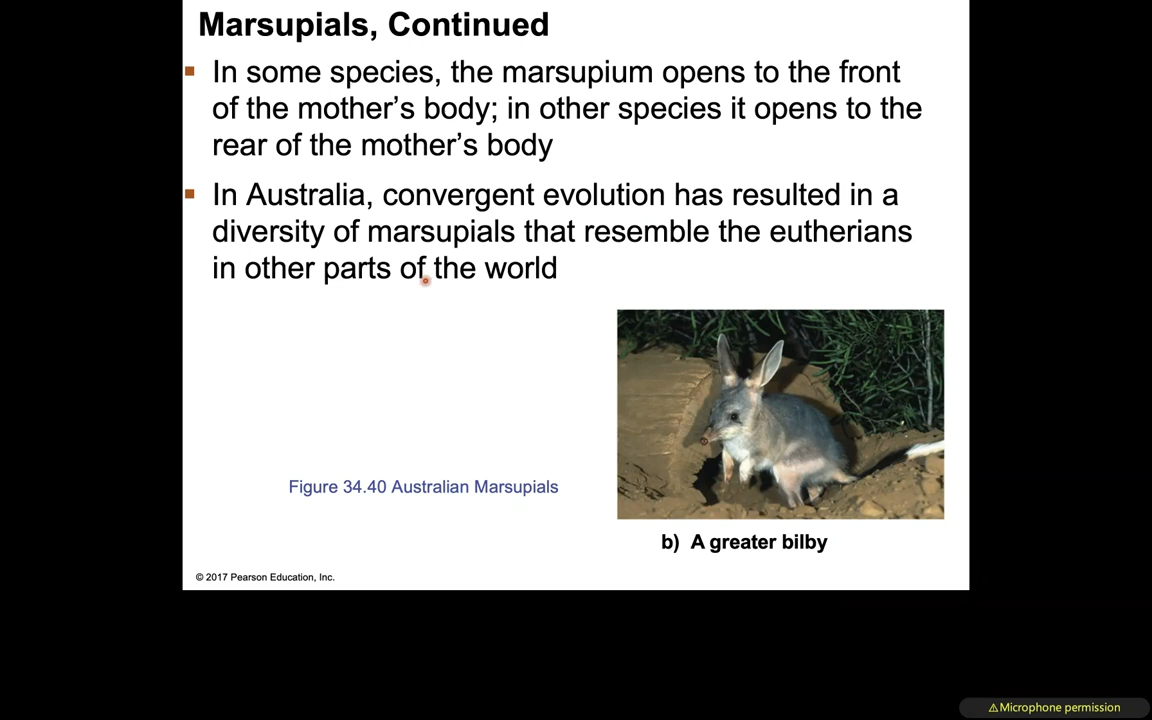 Marsupials, Continued
In some species, the marsupium opens to the front
of the mother’s body; in other species it opens to the
rear of the mother’s body
In Australia, convergent evolution has resulted in a
diversity of marsupials that resemble the eutherians
in other parts of the world
Figure 34.40 Australian Marsupials
b) A greater bilby
© 2017 Pearson Education, Inc.
⚠Microphone permission